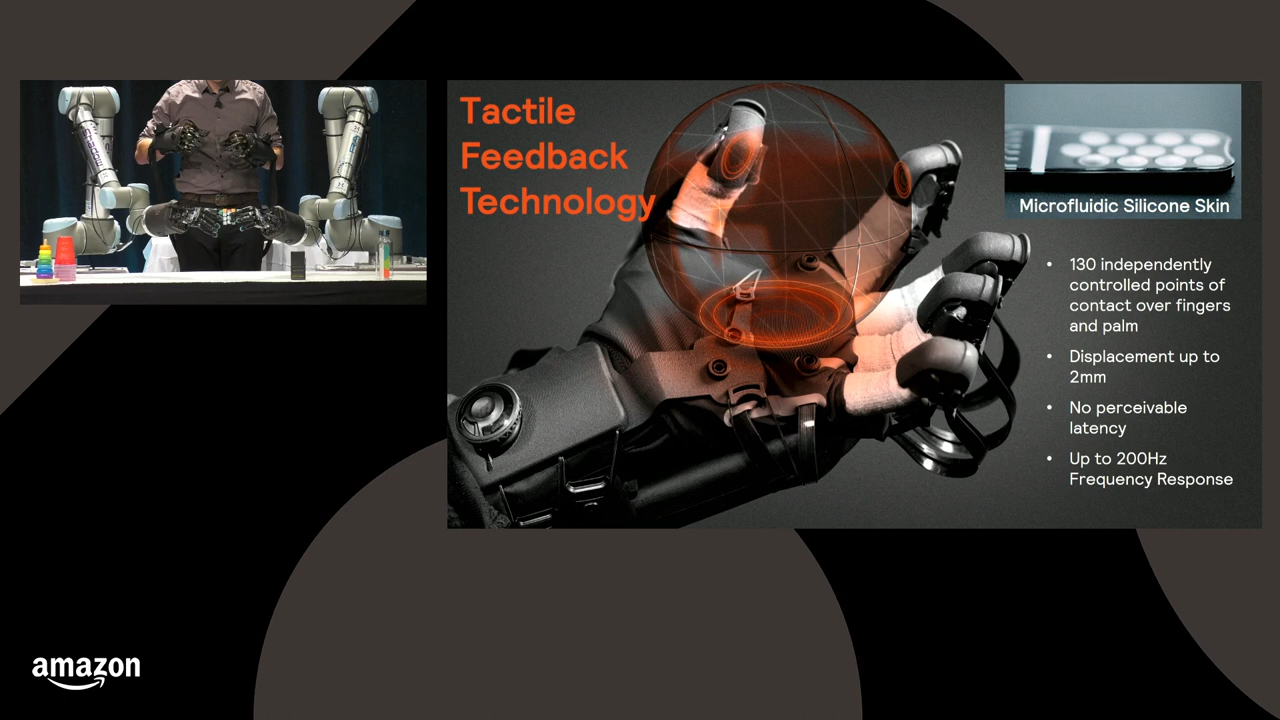 Tactile
Feedback
Technology
Microfluidic Silicone Skin
• 130 independently
controlled points of
contact over fingers
and palm
• Displacement up to
2mm
• No perceivable
latency
• Up to 200Hz
Frequency Response
amazon